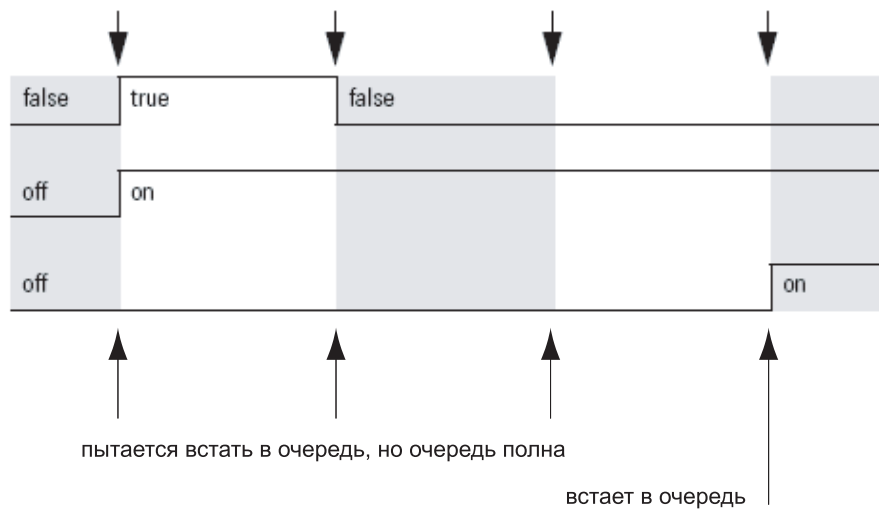 false true false
off on
off on
пытается встать в очередь, но очередь полна
встает в очередь